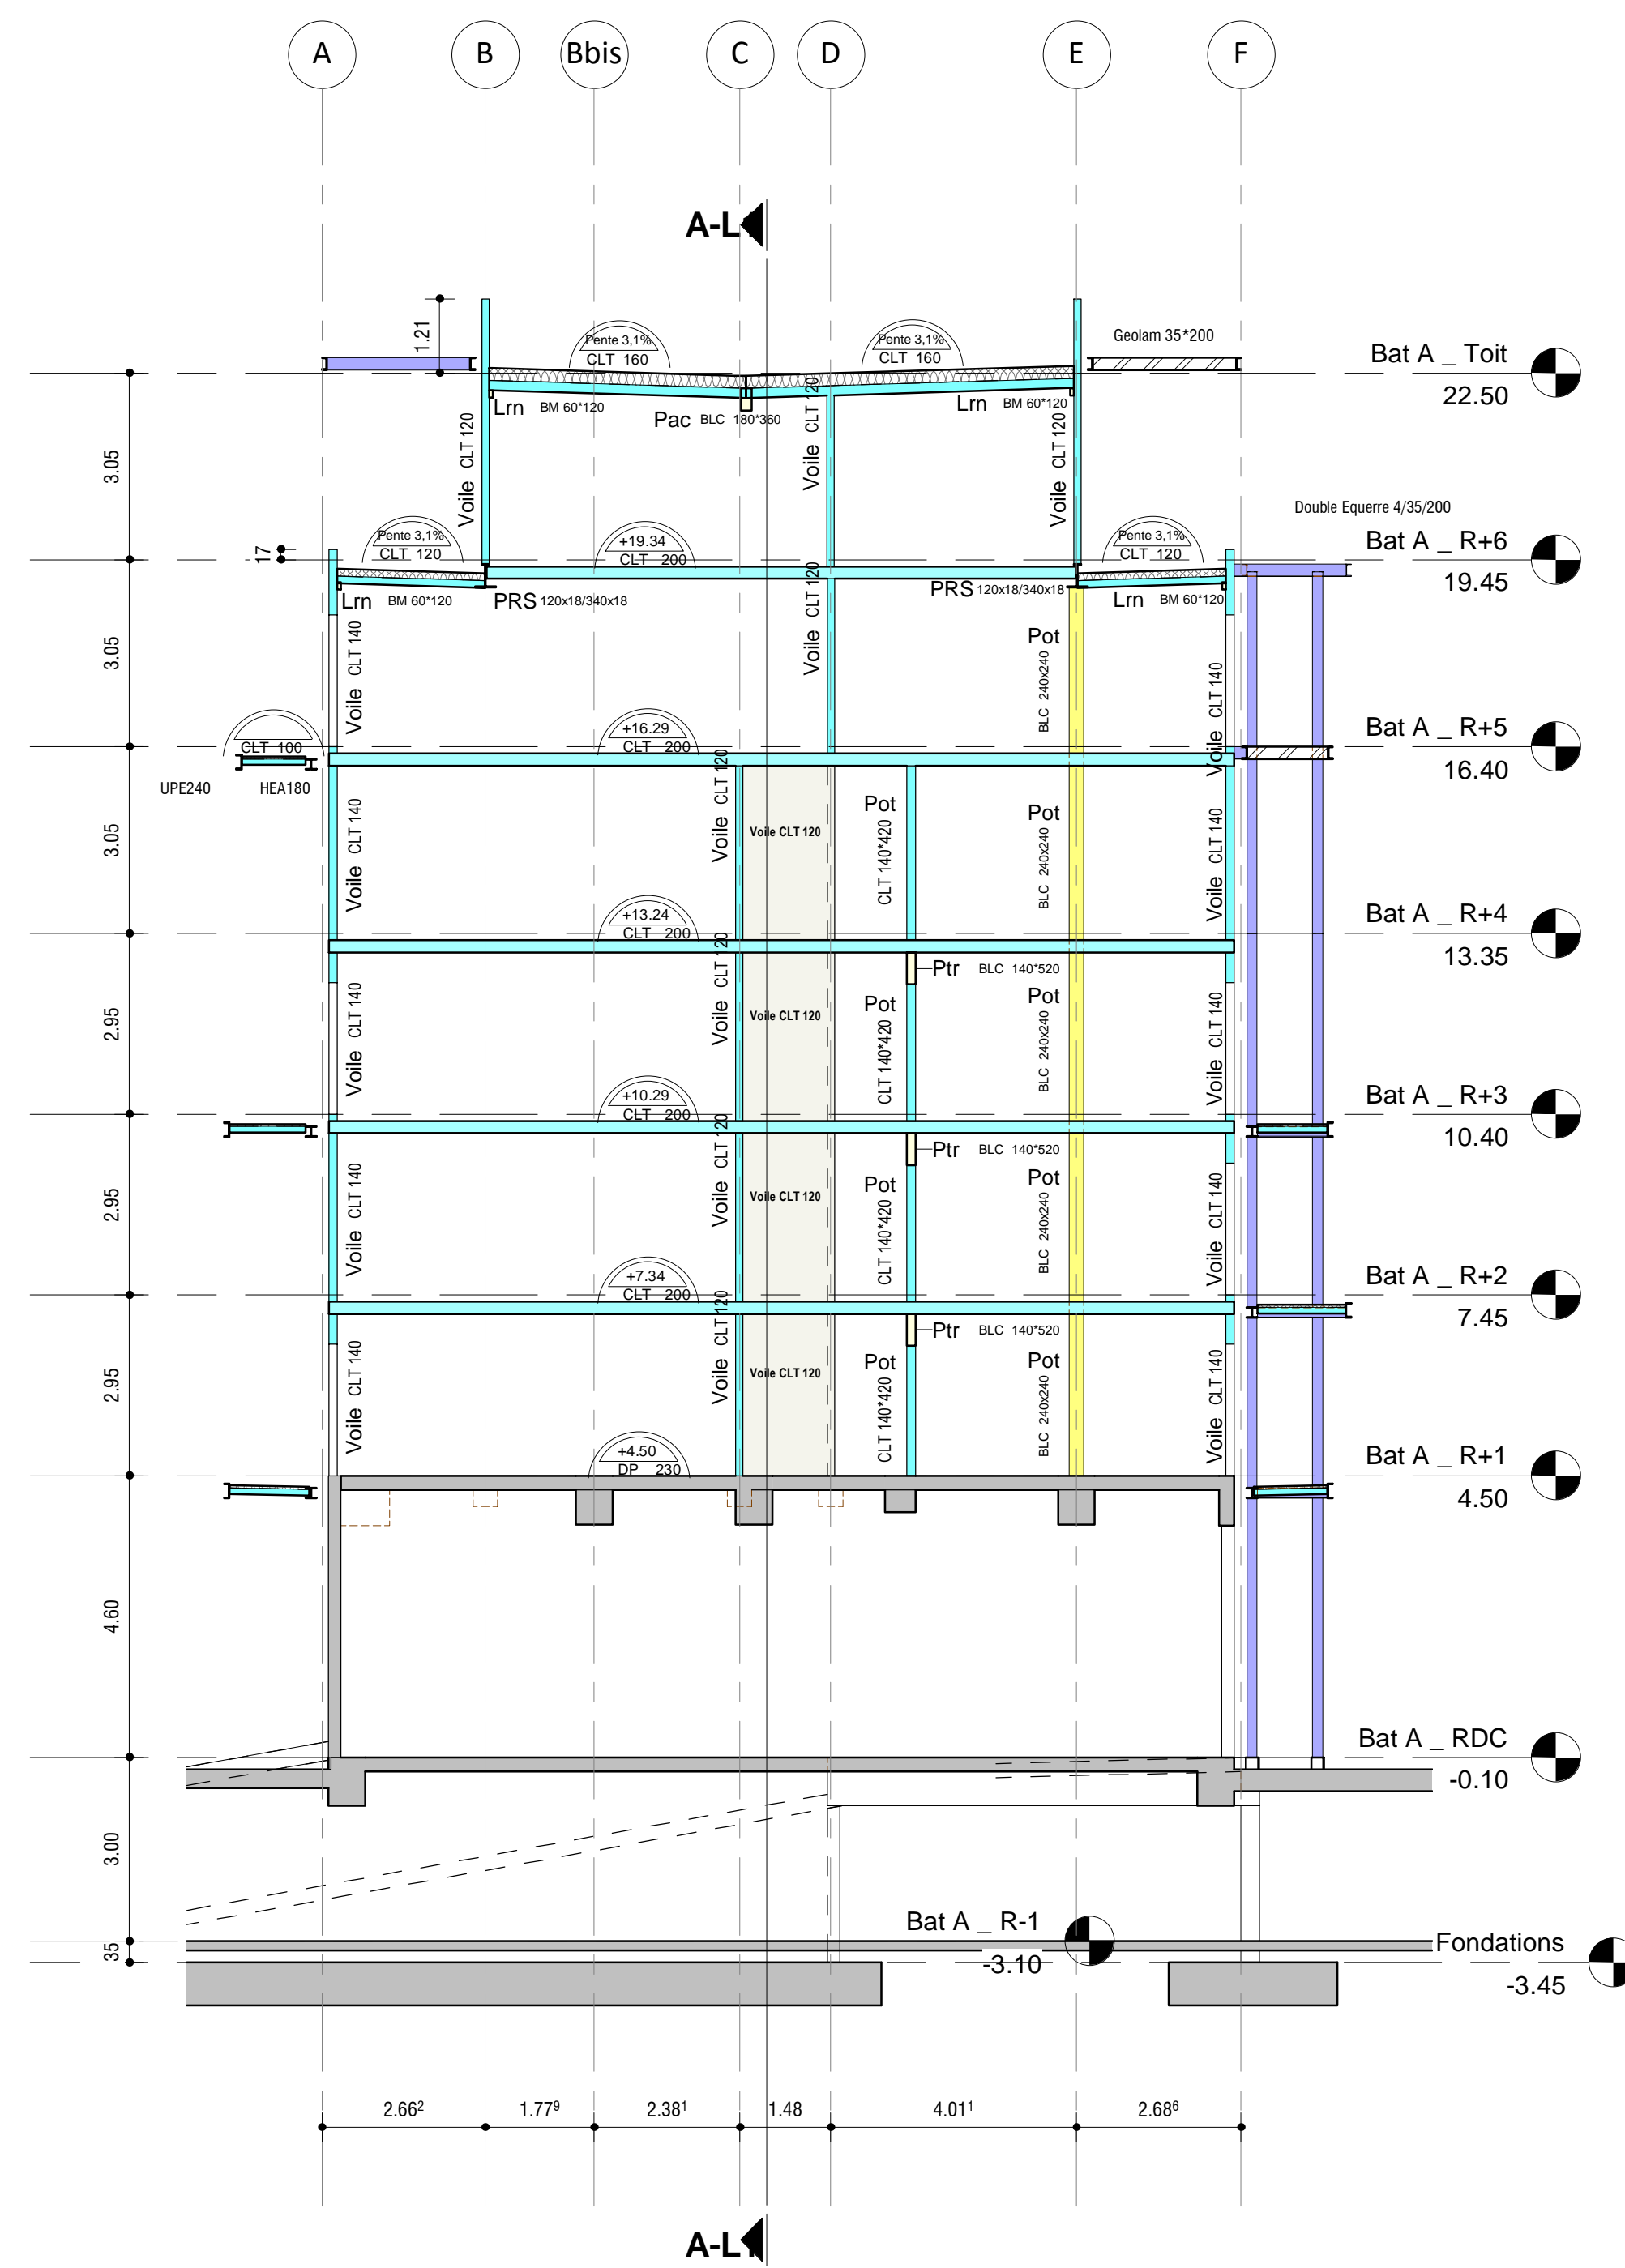 A B Bbis C D E F
A-L
1.21
Pente 3,1%
CLT 160
Pente 3,1%
CLT 160
Geolam 35*200
Bat A _ Toit
22.50
Lrn BM 60*120
Pac BLC 180*360
Lrn BM 60*120
3.05
Voile CLT 120
Voile CLT 120
Voile CLT 120
Double Equerre 4/35/200
17
Pente 3,1%
CLT 120
+19.34
CLT 200
Pente 3,1%
CLT 120
Bat A _ R+6
19.45
Lrn BM 60*120
PRS 120x18/340x18
PRS 120x18/340x18
Lrn BM 60*120
3.05
Voile CLT 140
Voile CLT 120
Pot
BLC 240x240
Voile CLT 140
CLT 100
UPE240
HEA180
+16.29
CLT 200
Bat A _ R+5
16.40
3.05
Voile CLT 140
Voile CLT 120
Voile CLT 120
Pot
CLT 140*420
Pot
BLC 240x240
Voile CLT 140
+13.24
CLT 200
Bat A _ R+4
13.35
Ptr BLC 140*520
2.95
Voile CLT 140
Voile CLT 120
Voile CLT 120
Pot
CLT 140*420
Pot
BLC 240x240
Voile CLT 140
+10.29
CLT 200
Bat A _ R+3
10.40
Ptr BLC 140*520
2.95
Voile CLT 140
Voile CLT 120
Voile CLT 120
Pot
CLT 140*420
Pot
BLC 240x240
Voile CLT 140
+7.34
CLT 200
Bat A _ R+2
7.45
Ptr BLC 140*520
2.95
Voile CLT 140
Voile CLT 120
Voile CLT 120
Pot
CLT 140*420
Pot
BLC 240x240
Voile CLT 140
+4.50
DP 230
Bat A _ R+1
4.50
4.60
Bat A _ RDC
-0.10
3.00
Bat A _ R-1
-3.10
35
Fondations
-3.45
2.66² 1.77⁹ 2.38¹ 1.48 4.01¹ 2.68⁶
A-L1